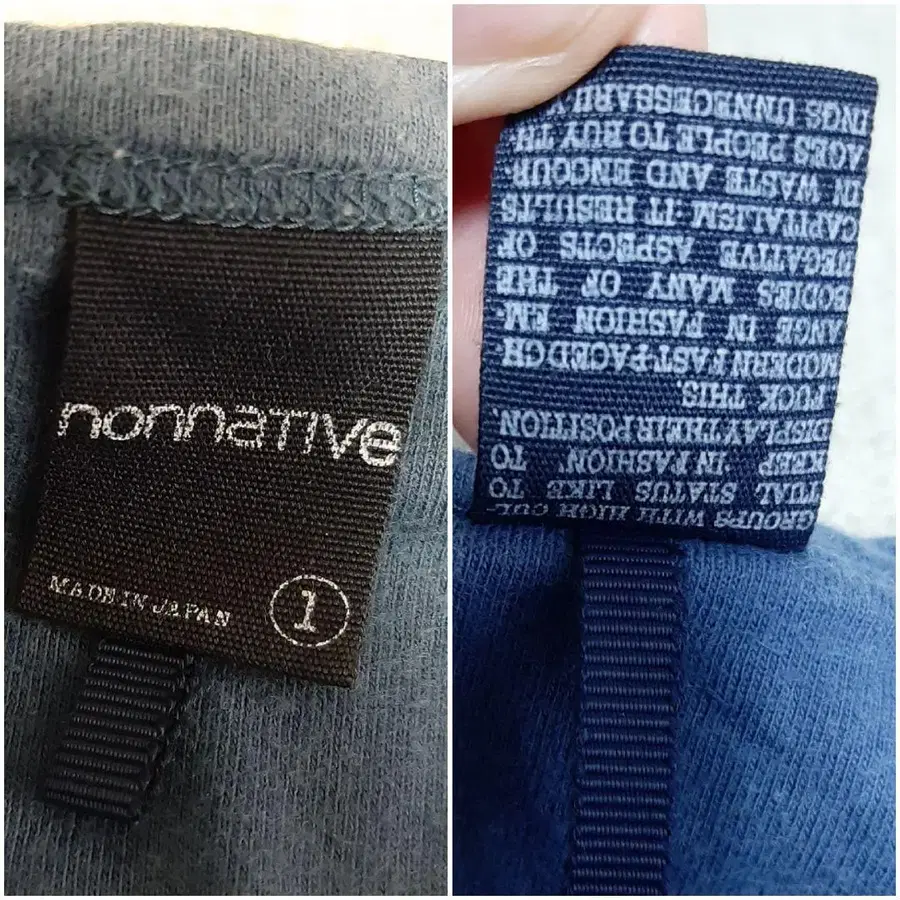 nonnative
MADE IN JAPAN
1
GROUPS WITH HIGH CUL-
TUAL STATUS LIKE TO
KEEP 'IN FASHION' TO
DISPLAY THEIR POSITION.
FUCK THIS.
MODERN FAST-PACED CH-
ANGE IN FASHION EM-
BODIES MANY OF THE
NEGATIVE ASPECTS OF
CAPITALISM. IT RESULTS
IN WASTE AND ENCOUR-
AGES PEOPLE TO BUY TH
INGS UNNECESSARILY